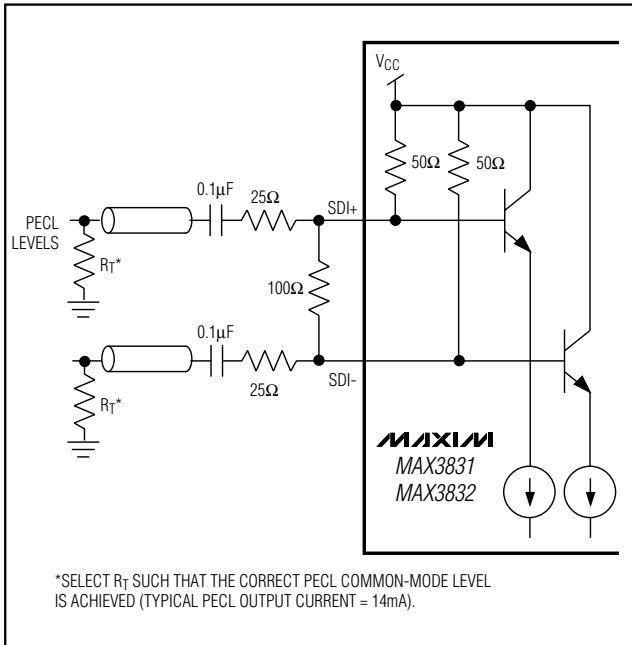 VCC
50Ω
50Ω
0.1µF
25Ω
SDI+
PECL
LEVELS
RT*
100Ω
0.1µF
25Ω
SDI-
RT*
MAXIM
MAX3831
MAX3832
*SELECT RT SUCH THAT THE CORRECT PECL COMMON-MODE LEVEL
IS ACHIEVED (TYPICAL PECL OUTPUT CURRENT = 14mA).